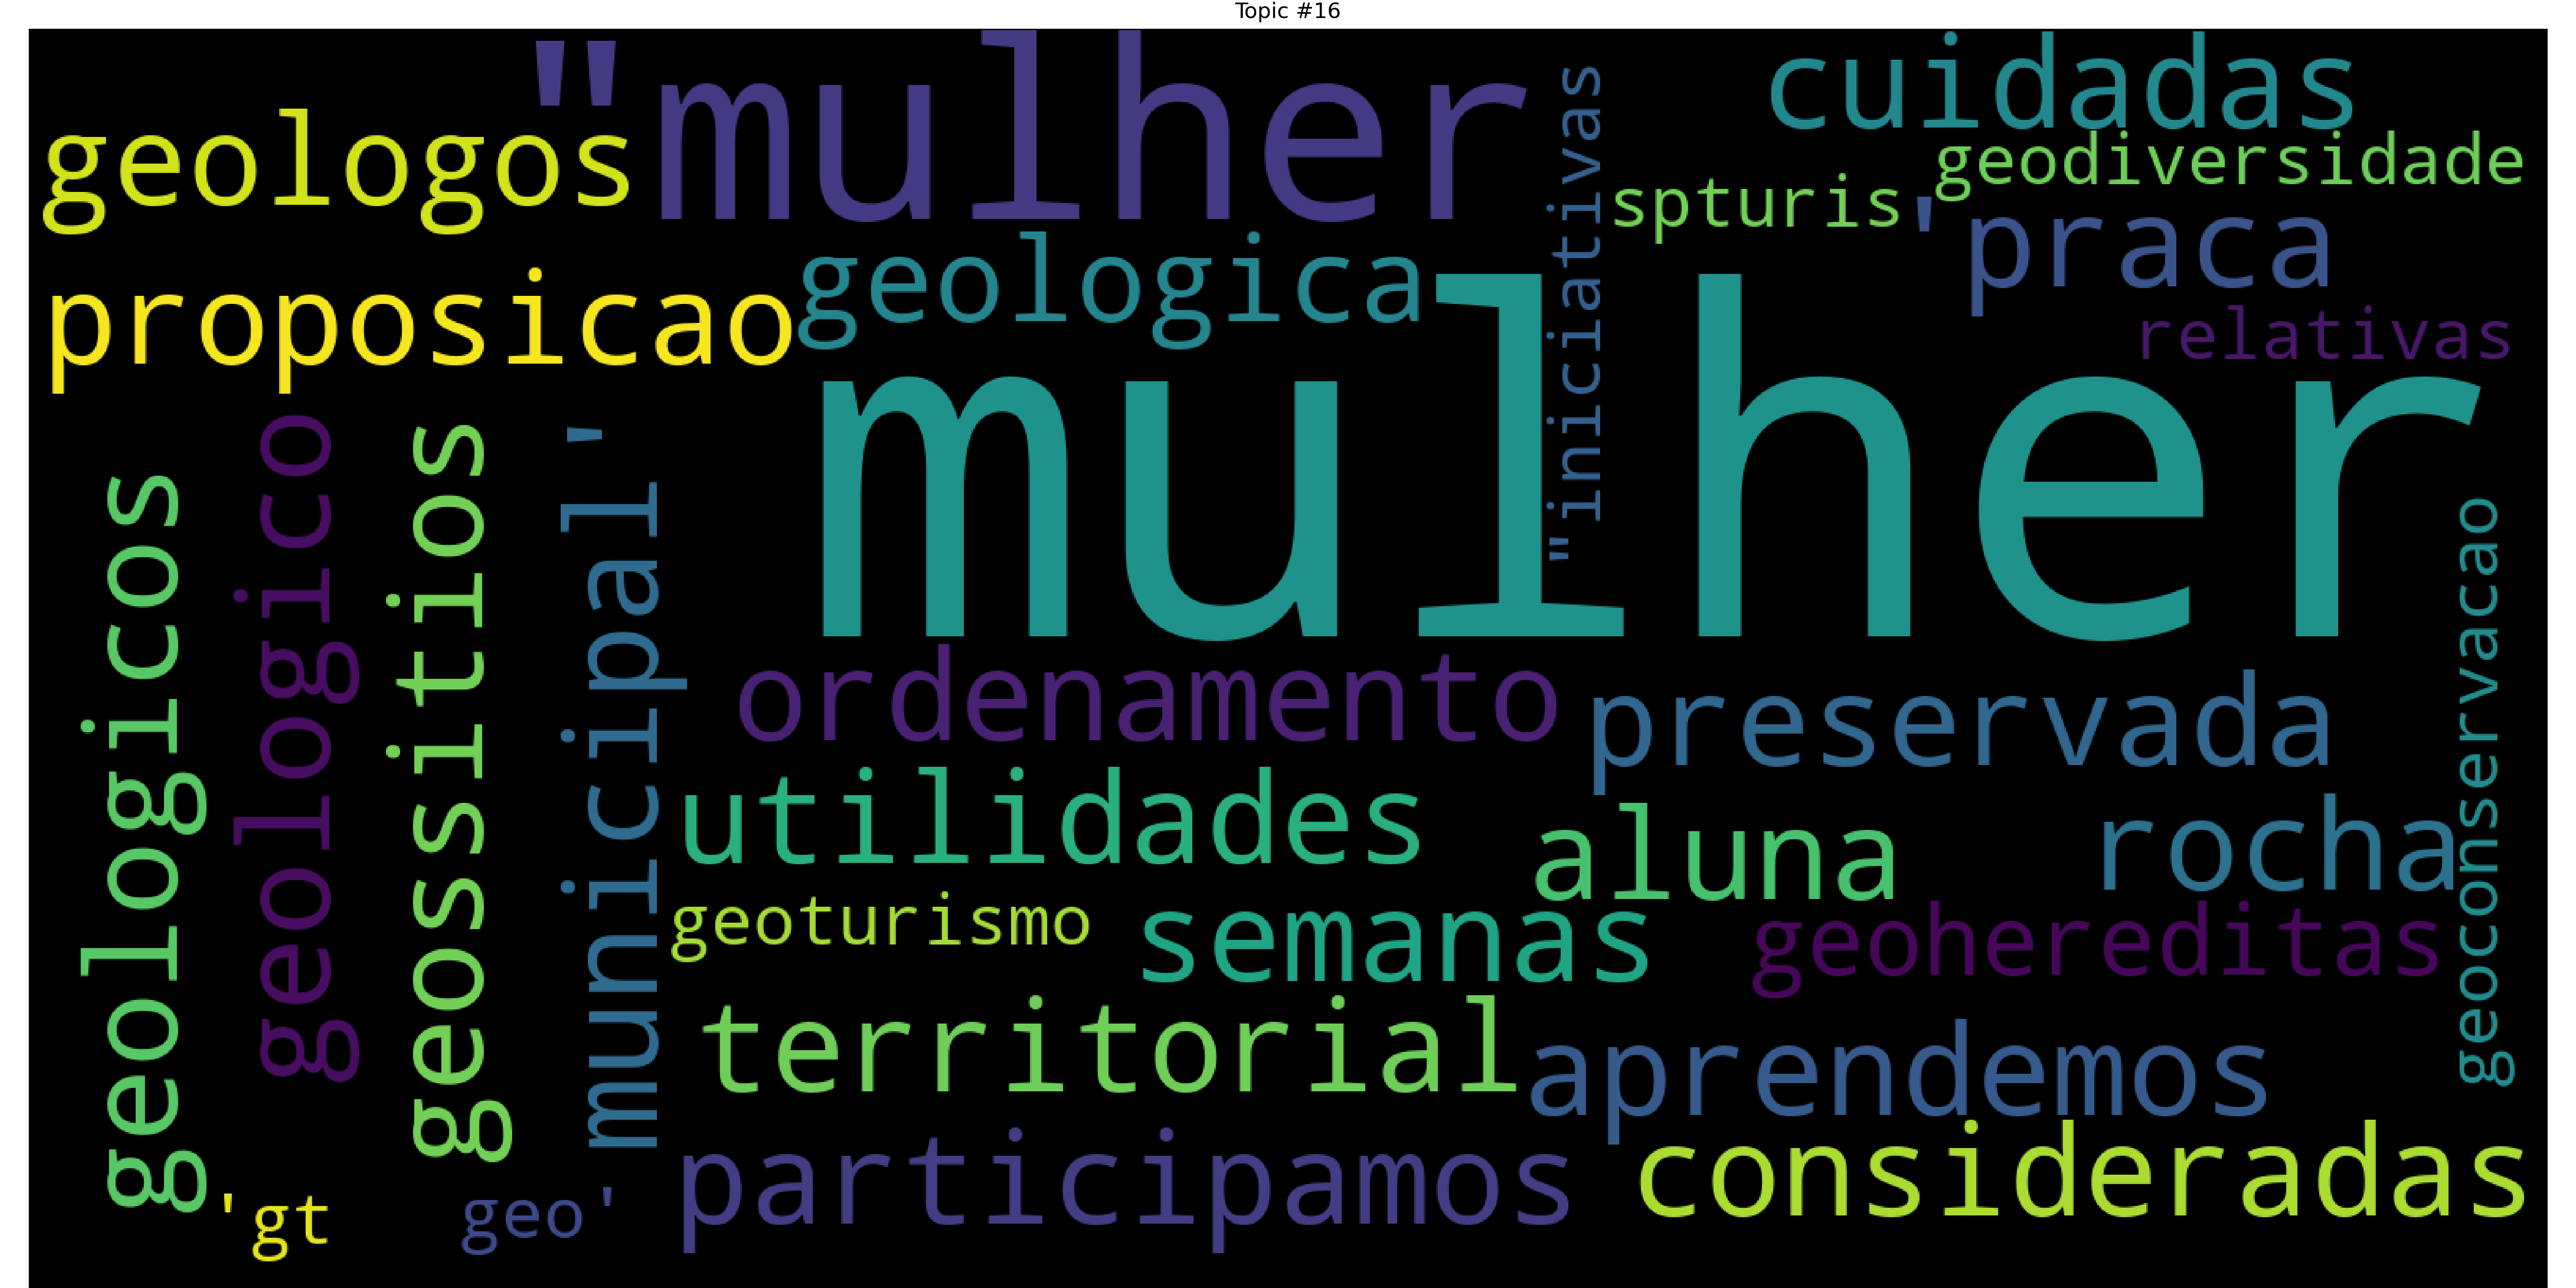 Topic #16
"mulher
cuidadas
geologos
geodiversidade
spturis
'praca
"iniciativas
geologica
proposicao
relativas
mulher
geologicos
geologico
geossitios
municipal'
geoconservacao
ordenamento
preservada
utilidades
aluna
rocha
geoturismo
semanas
geohereditas
territorial
aprendemos
participamos
consideradas
'gt
geo'